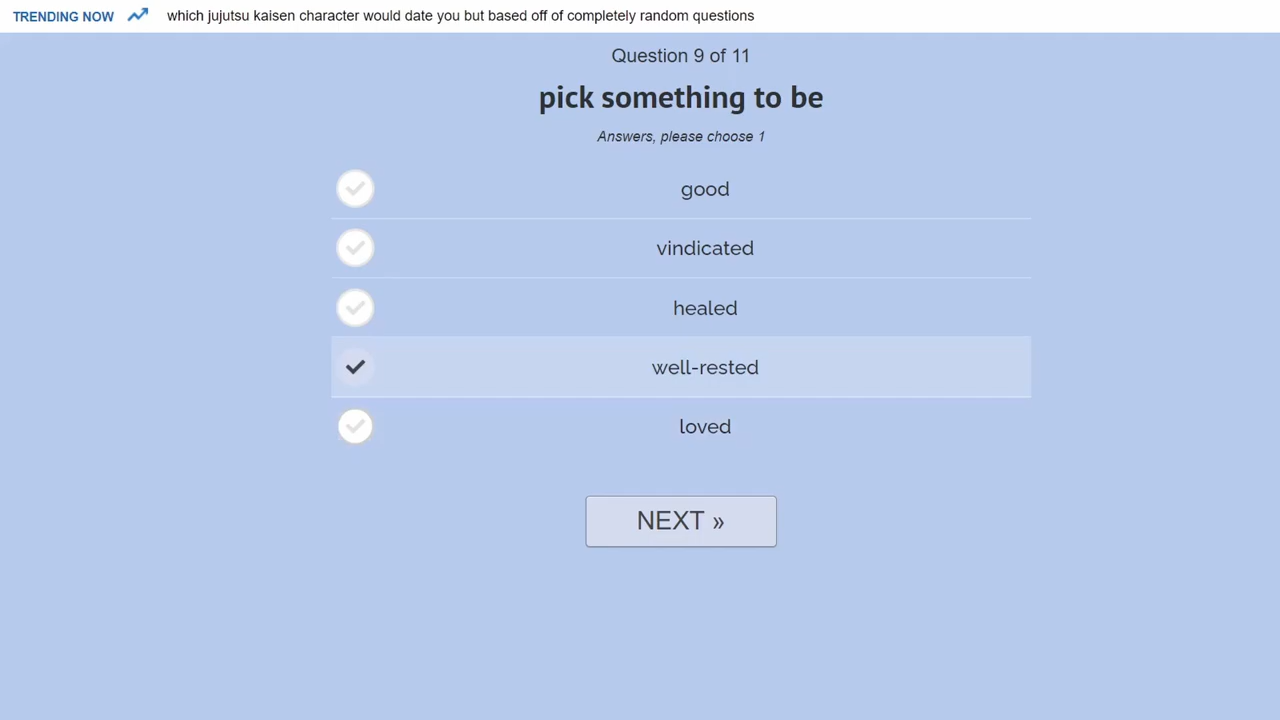 TRENDING NOW which jujutsu kaisen character would date you but based off of completely random questions
Question 9 of 11
pick something to be
Answers, please choose 1
good
vindicated
healed
well-rested
loved
NEXT »